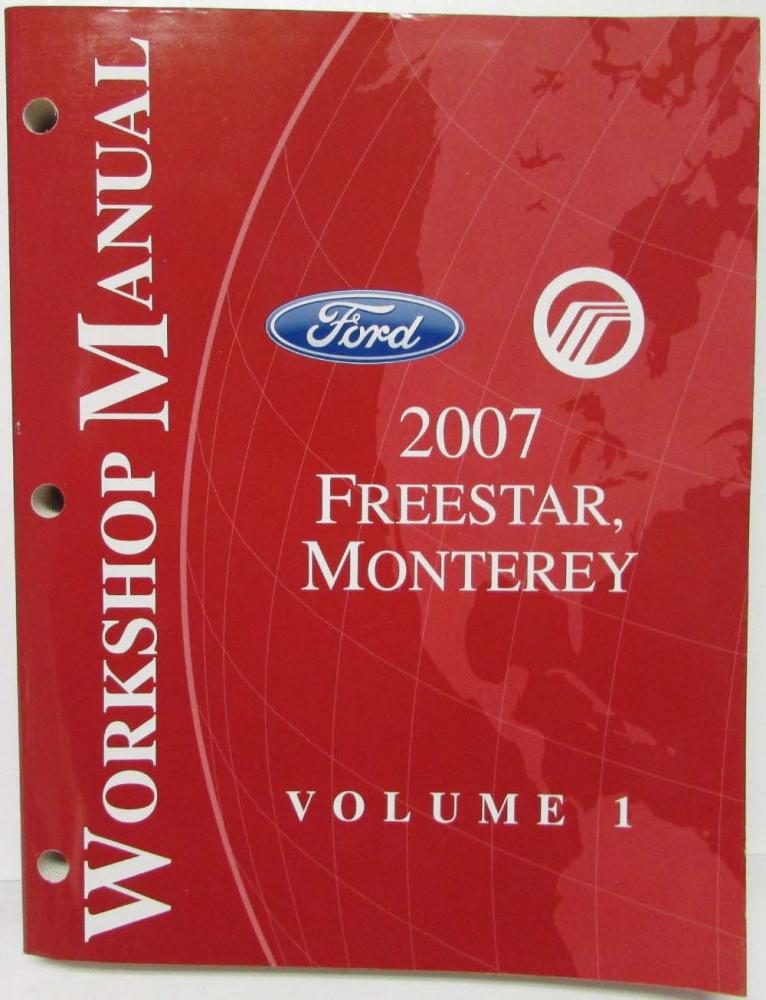 WORKSHOP MANUAL
Ford
2007
FREESTAR,
MONTEREY
VOLUME 1